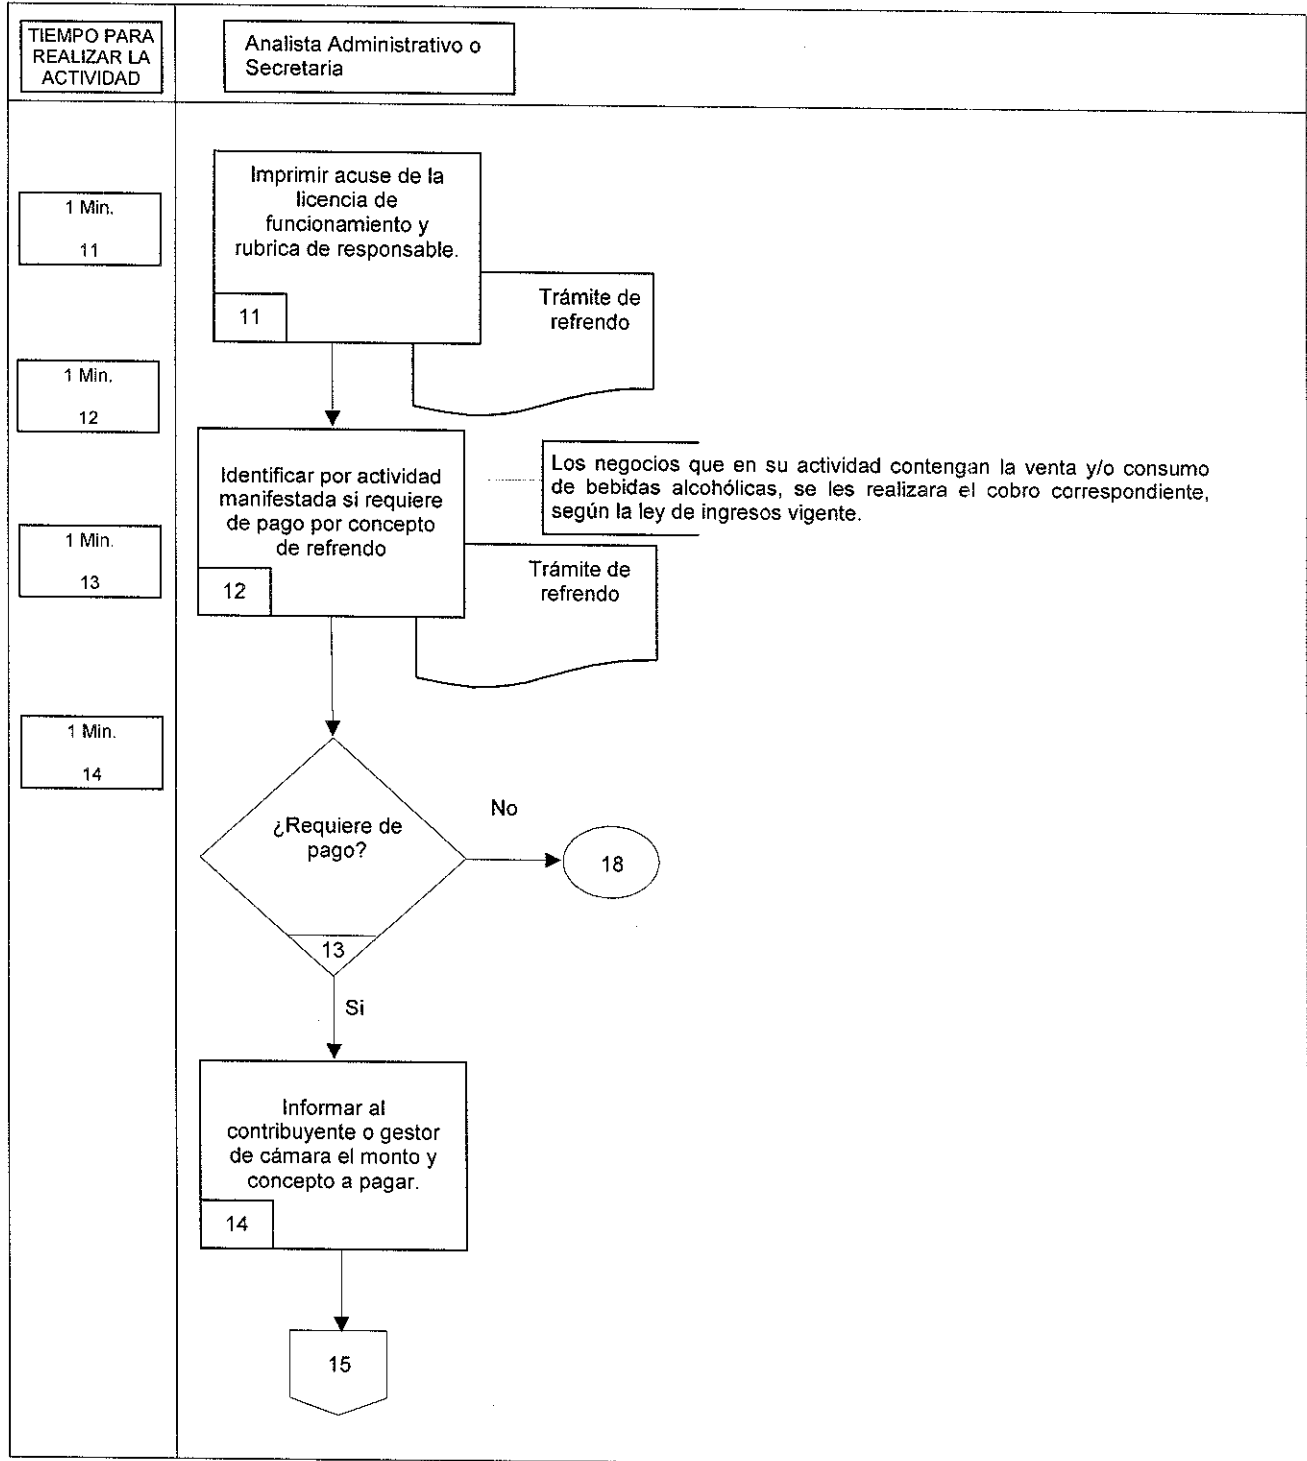 TIEMPO PARA
REALIZAR LA
ACTIVIDAD
Analista Administrativo o
Secretaria
1 Min.
11
Imprimir acuse de la
licencia de
funcionamiento y
rubrica de responsable.
11
Trámite de
refrendo
1 Min.
12
Identificar por actividad
manifestada si requiere
de pago por concepto
de refrendo
12
Los negocios que en su actividad contengan la venta y/o consumo
de bebidas alcohólicas, se les realizara el cobro correspondiente,
según la ley de ingresos vigente.
Trámite de
refrendo
1 Min.
13
1 Min.
14
¿Requiere de
pago?
13
No
18
Si
Informar al
contribuyente o gestor
de cámara el monto y
concepto a pagar.
14
15